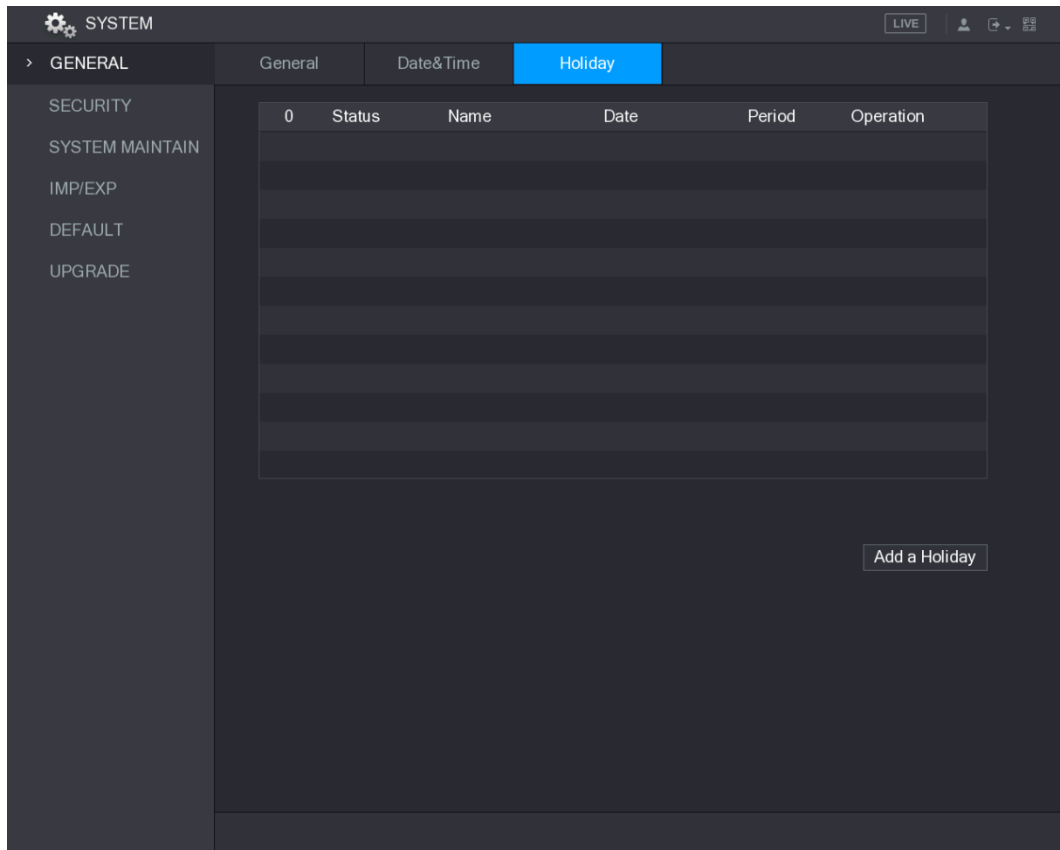 SYSTEM
LIVE
GENERAL
General Date&Time Holiday
SECURITY
SYSTEM MAINTAIN
IMP/EXP
DEFAULT
UPGRADE
0 Status Name Date Period Operation
Add a Holiday